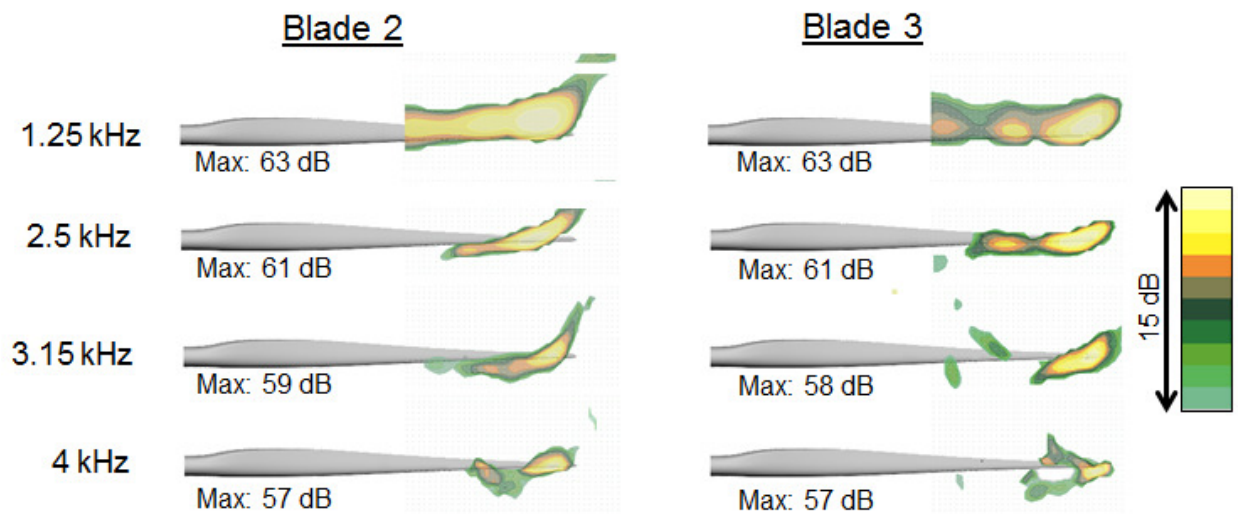 Blade 2
Blade 3
1.25 kHz
Max: 63 dB
Max: 63 dB
2.5 kHz
Max: 61 dB
Max: 61 dB
3.15 kHz
Max: 59 dB
Max: 58 dB
4 kHz
Max: 57 dB
Max: 57 dB
15 dB